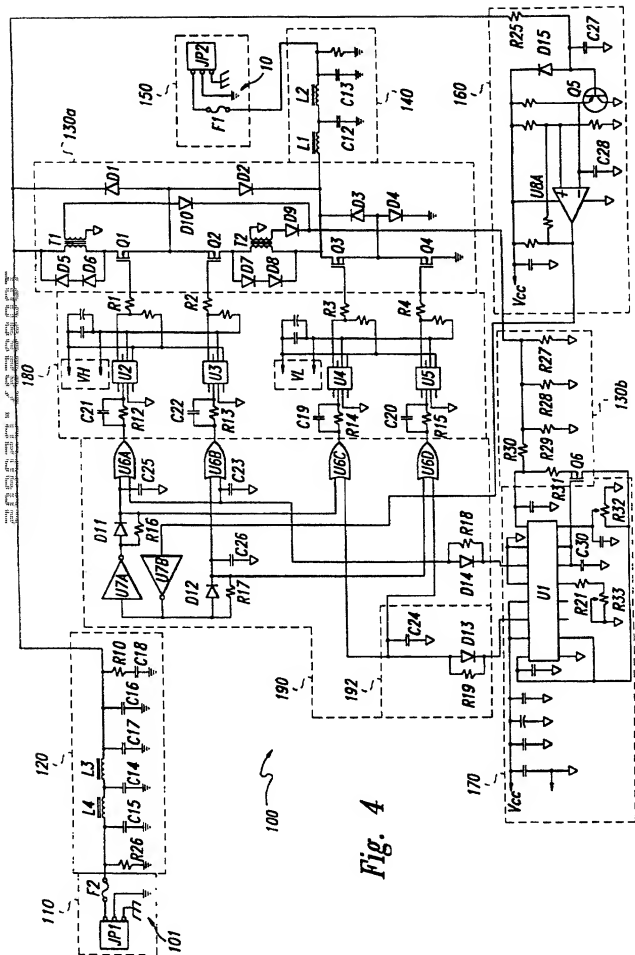 130a
150
JP2
10
F1
140
L2
C13
L1
C12
160
R25
D15
C27
Q5
C28
U8A
+
−
Vcc
T1
D5
D6
D10
D1
Q1
Q2
T2
D7
D8
D9
D2
D3
D4
Q3
Q4
180
VH
R1
R2
C21
U2
R12
C22
U3
R13
VL
R3
R4
C19
U4
R14
C20
U5
R15
U6A
C25
U6B
C23
U6C
U6D
D11
R16
U7A
U7B
D12
R17
C26
R18
D14
C24
D13
R19
190
192
130b
R30
R29
R28
R27
R31
Q6
R32
C30
U1
R21
R33
170
Vcc
120
R10
C18
C16
C17
L3
C14
L4
C15
R26
110
F2
JP1
101
100
Fig. 4